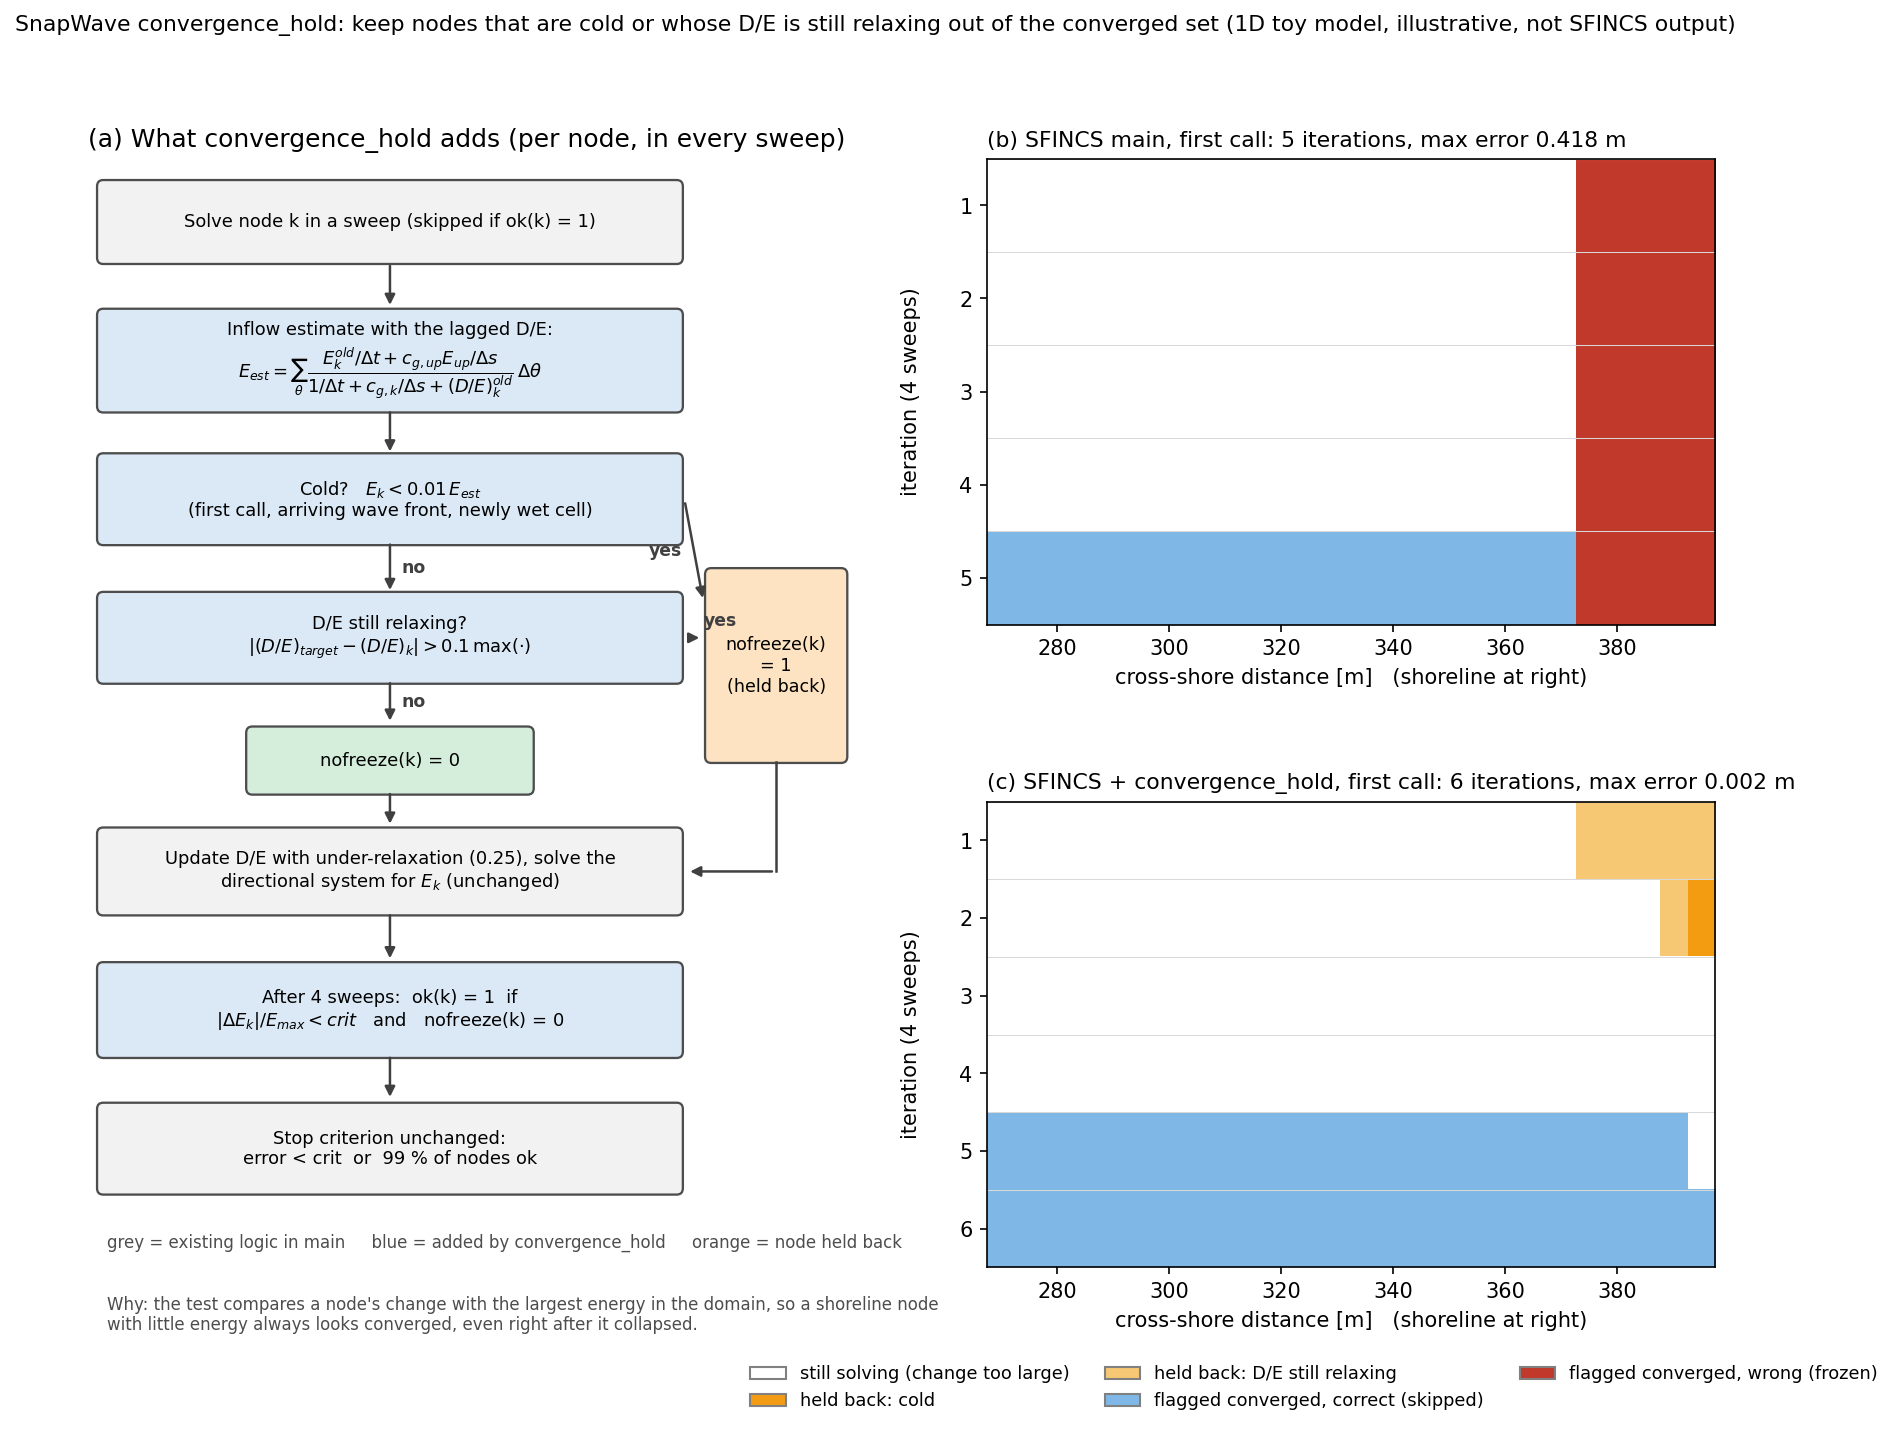 SnapWave convergence_hold: keep nodes that are cold or whose D/E is still relaxing out of the converged set (1D toy model, illustrative, not SFINCS output)
(a) What convergence_hold adds (per node, in every sweep)
Solve node k in a sweep (skipped if ok(k) = 1)
Inflow estimate with the lagged D/E:
E_est = ∑_θ (E_k^old/Δt + c_g,up E_up/Δs) / (1/Δt + c_g,k/Δs + (D/E)_k^old) Δθ
Cold? E_k < 0.01 E_est
(first call, arriving wave front, newly wet cell)
yes
no
D/E still relaxing?
|(D/E)_target − (D/E)_k| > 0.1 max(·)
yes
nofreeze(k)
= 1
(held back)
no
nofreeze(k) = 0
Update D/E with under-relaxation (0.25), solve the
directional system for E_k (unchanged)
After 4 sweeps: ok(k) = 1 if
|ΔE_k|/E_max < crit and nofreeze(k) = 0
Stop criterion unchanged:
error < crit or 99 % of nodes ok
grey = existing logic in main blue = added by convergence_hold orange = node held back
Why: the test compares a node's change with the largest energy in the domain, so a shoreline node
with little energy always looks converged, even right after it collapsed.
(b) SFINCS main, first call: 5 iterations, max error 0.418 m
iteration (4 sweeps)
1
2
3
4
5
280 300 320 340 360 380
cross-shore distance [m] (shoreline at right)
(c) SFINCS + convergence_hold, first call: 6 iterations, max error 0.002 m
iteration (4 sweeps)
1
2
3
4
5
6
280 300 320 340 360 380
cross-shore distance [m] (shoreline at right)
still solving (change too large)
held back: cold
held back: D/E still relaxing
flagged converged, correct (skipped)
flagged converged, wrong (frozen)